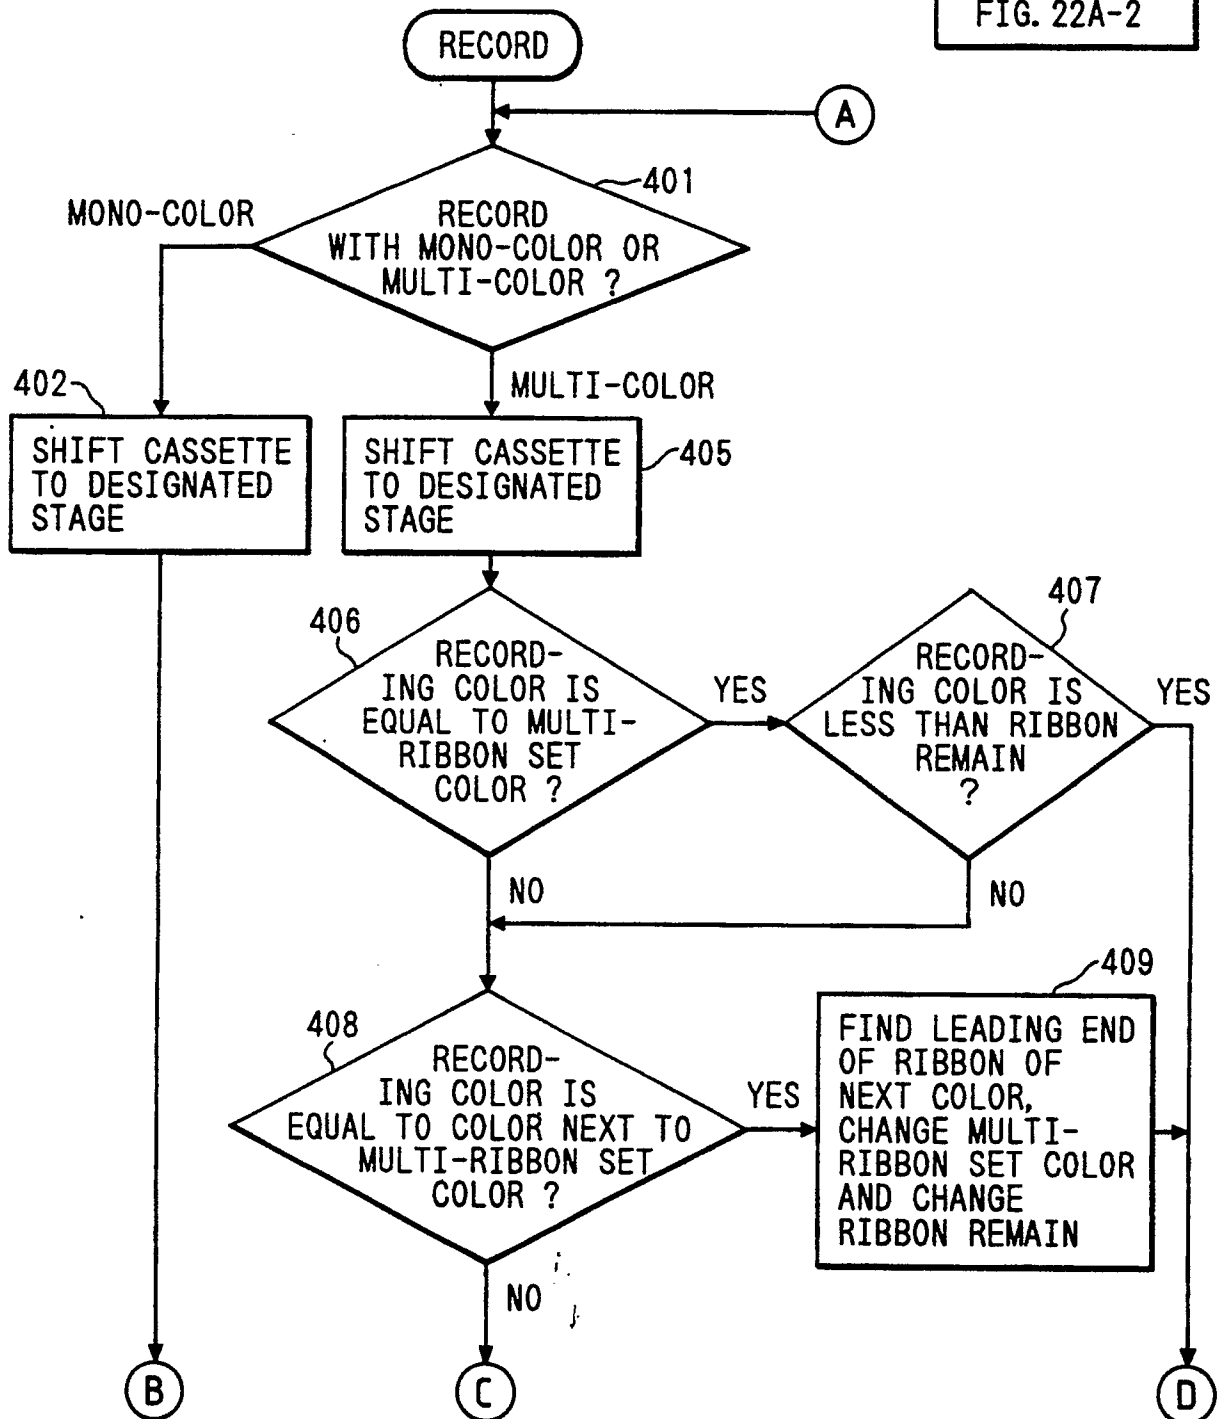 FIG. 22A-2
RECORD
A
401
MONO-COLOR
RECORD
WITH MONO-COLOR OR
MULTI-COLOR ?
402
MULTI-COLOR
SHIFT CASSETTE
TO DESIGNATED
STAGE
SHIFT CASSETTE
TO DESIGNATED
STAGE
405
406
RECORD-
ING COLOR IS
EQUAL TO MULTI-
RIBBON SET
COLOR ?
YES
407
RECORD-
ING COLOR IS
LESS THAN RIBBON
REMAIN
?
YES
NO
NO
408
RECORD-
ING COLOR IS
EQUAL TO COLOR NEXT TO
MULTI-RIBBON SET
COLOR ?
YES
409
FIND LEADING END
OF RIBBON OF
NEXT COLOR,
CHANGE MULTI-
RIBBON SET COLOR
AND CHANGE
RIBBON REMAIN
NO
B
C
D